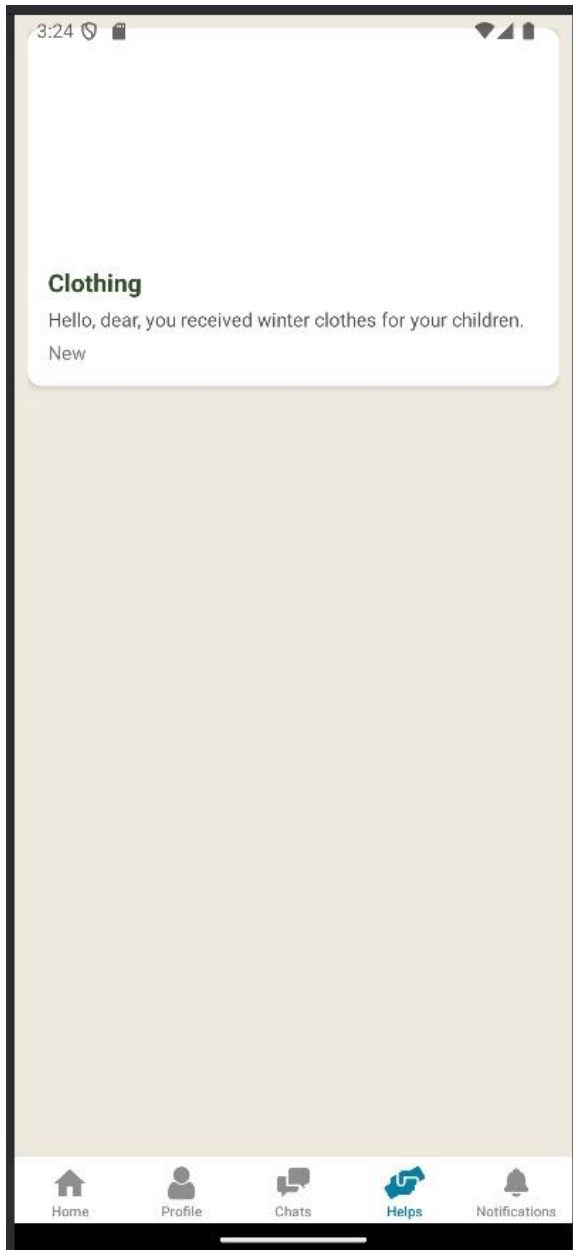 3:24
Clothing
Hello, dear, you received winter clothes for your children.
New
Home Profile Chats Helps Notifications